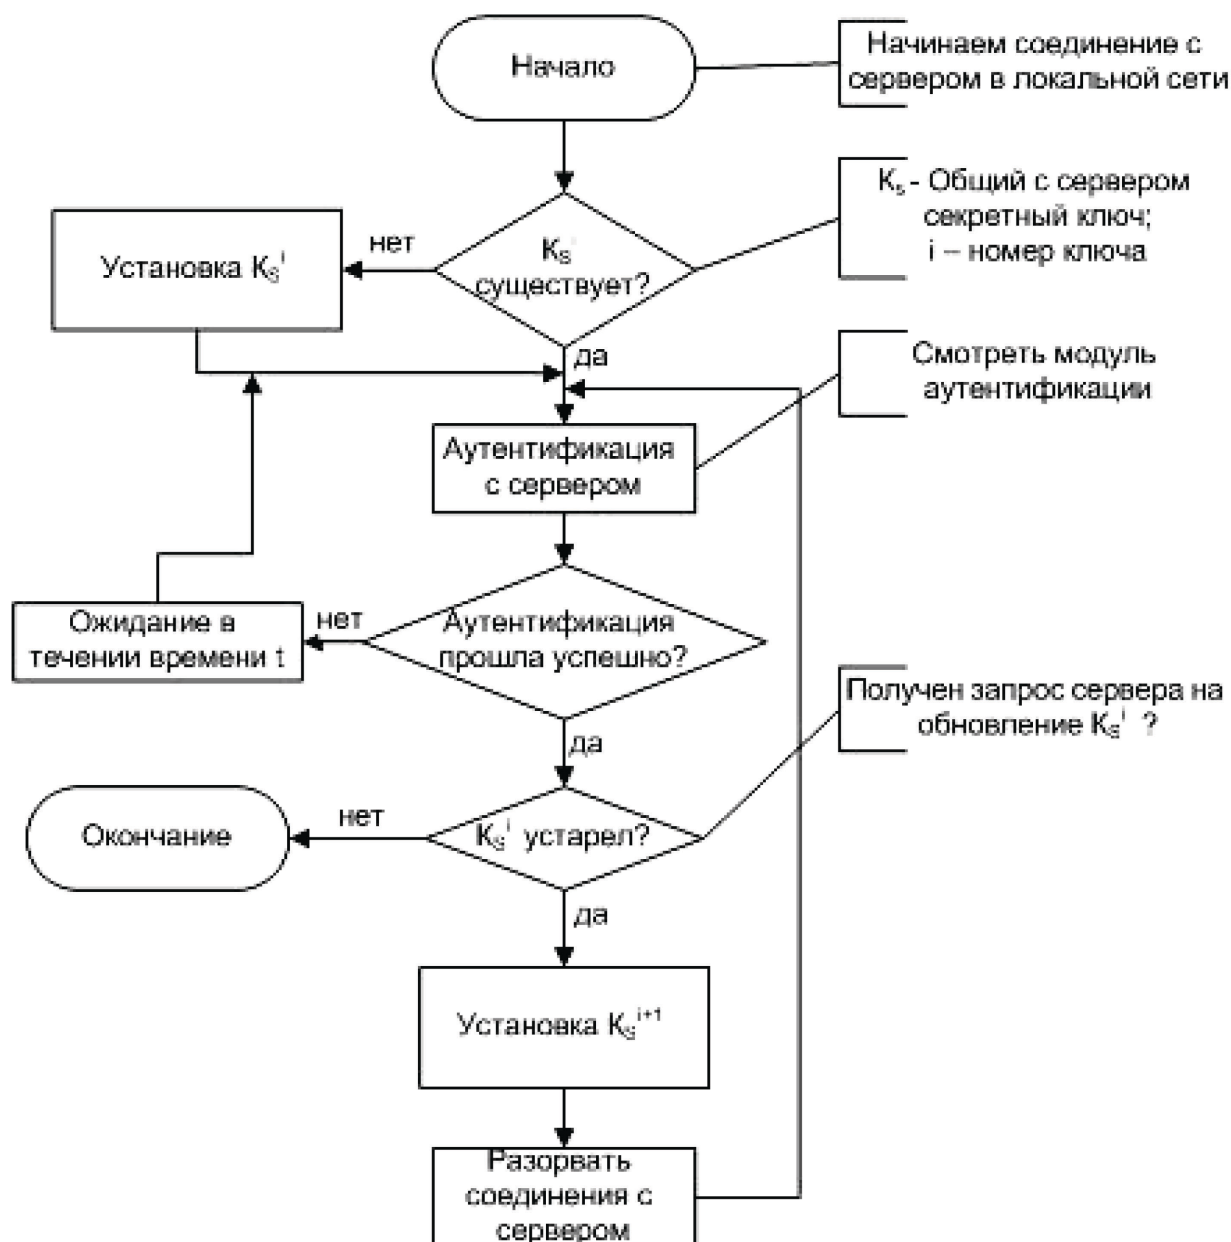 Начало
Начинаем соединение с
сервером в локальной сети
Kₛ - Общий с сервером
секретный ключ;
i – номер ключа
нет
Установка Kₛⁱ
Kₛ
существует?
да
Смотреть модуль
аутентификации
Аутентификация
с сервером
Ожидание в
течении времени t
нет
Аутентификация
прошла успешно?
Получен запрос сервера на
обновление Kₛⁱ ?
да
Окончание
нет
Kₛⁱ устарел?
да
Установка Kₛⁱ⁺¹
Разорвать
соединения с
сервером